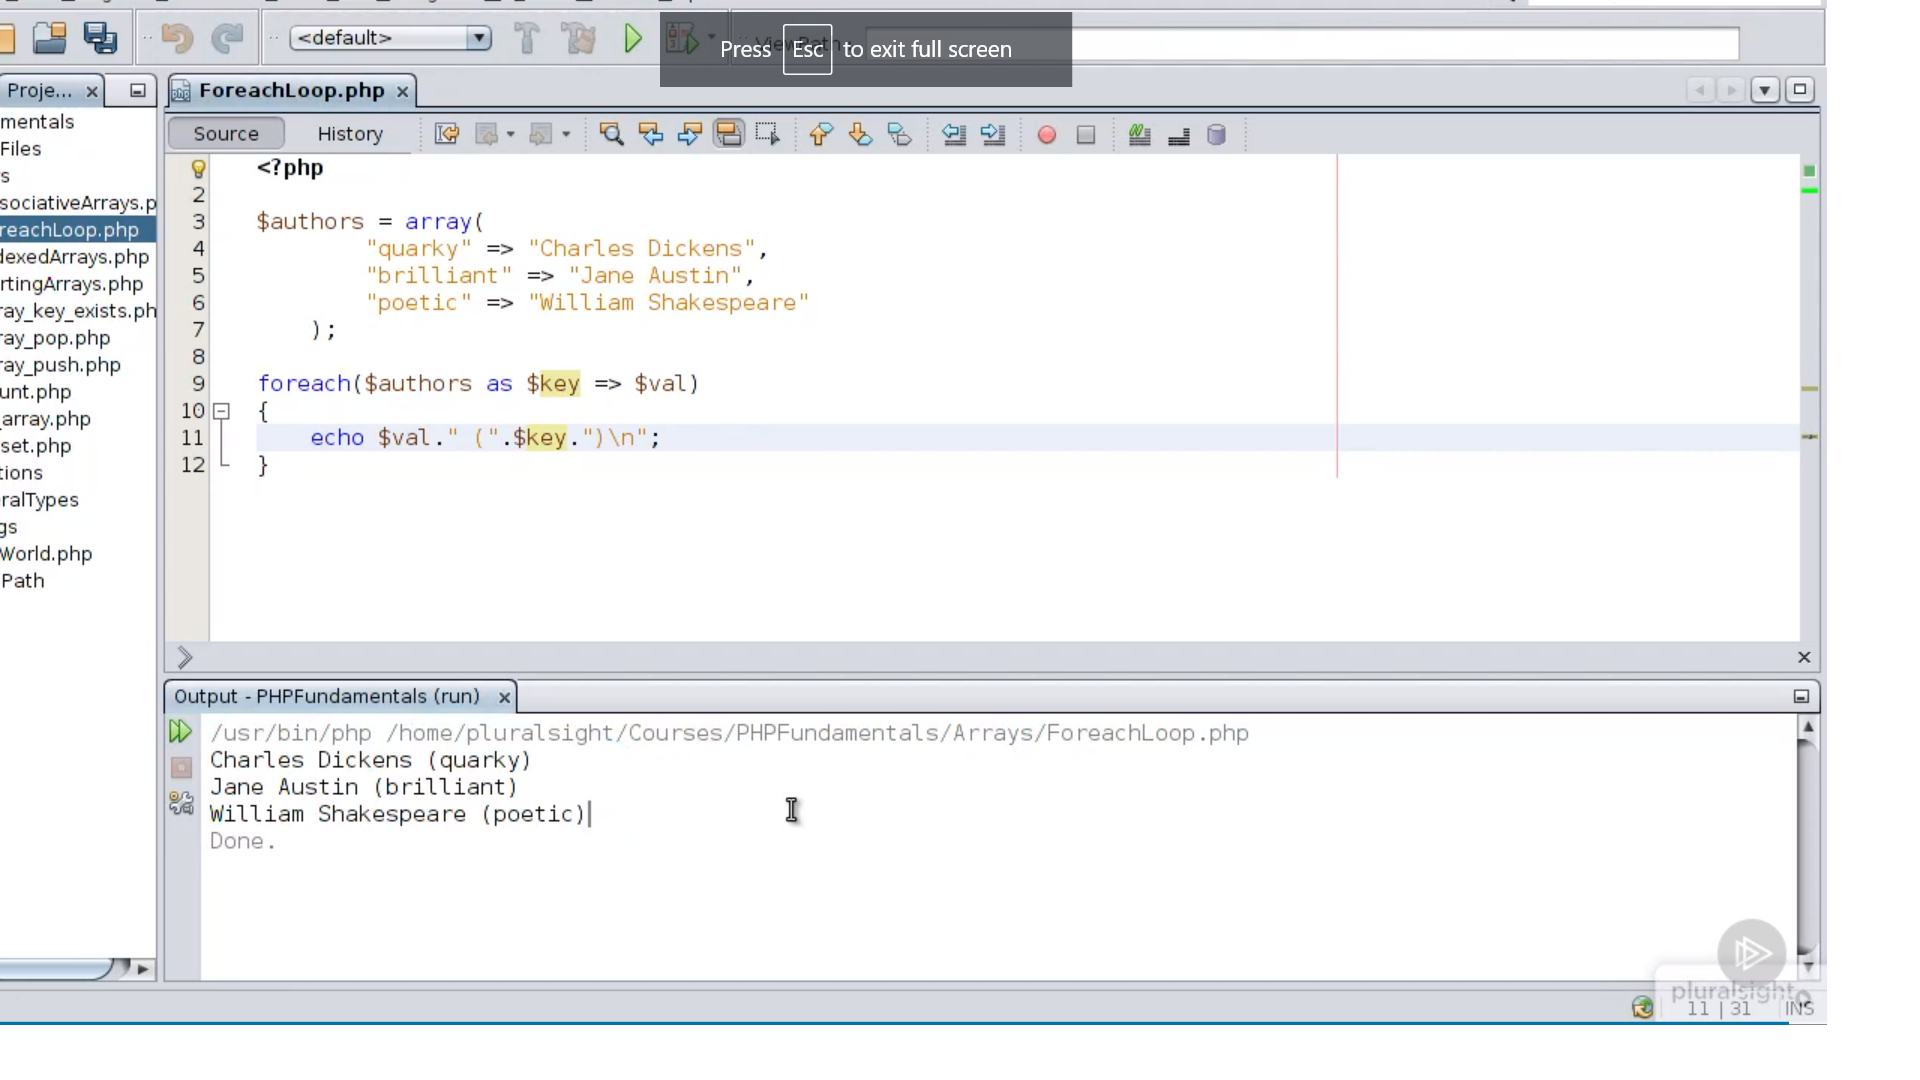 <default>
Press Esc to exit full screen
Proje...
ForeachLoop.php
Source History
mentals
Files
s
sociativeArrays.p
reachLoop.php
dexedArrays.php
rtingArrays.php
ray_key_exists.ph
ray_pop.php
ray_push.php
unt.php
_array.php
set.php
tions
ralTypes
gs
World.php
Path
<?php
2
3 $authors = array(
4 "quarky" => "Charles Dickens",
5 "brilliant" => "Jane Austin",
6 "poetic" => "William Shakespeare"
7 );
8
9 foreach($authors as $key => $val)
10 {
11 echo $val." (".$key.")\n";
12 }
Output - PHPFundamentals (run)
/usr/bin/php /home/pluralsight/Courses/PHPFundamentals/Arrays/ForeachLoop.php
Charles Dickens (quarky)
Jane Austin (brilliant)
William Shakespeare (poetic)
Done.
pluralsight
11 | 31 INS